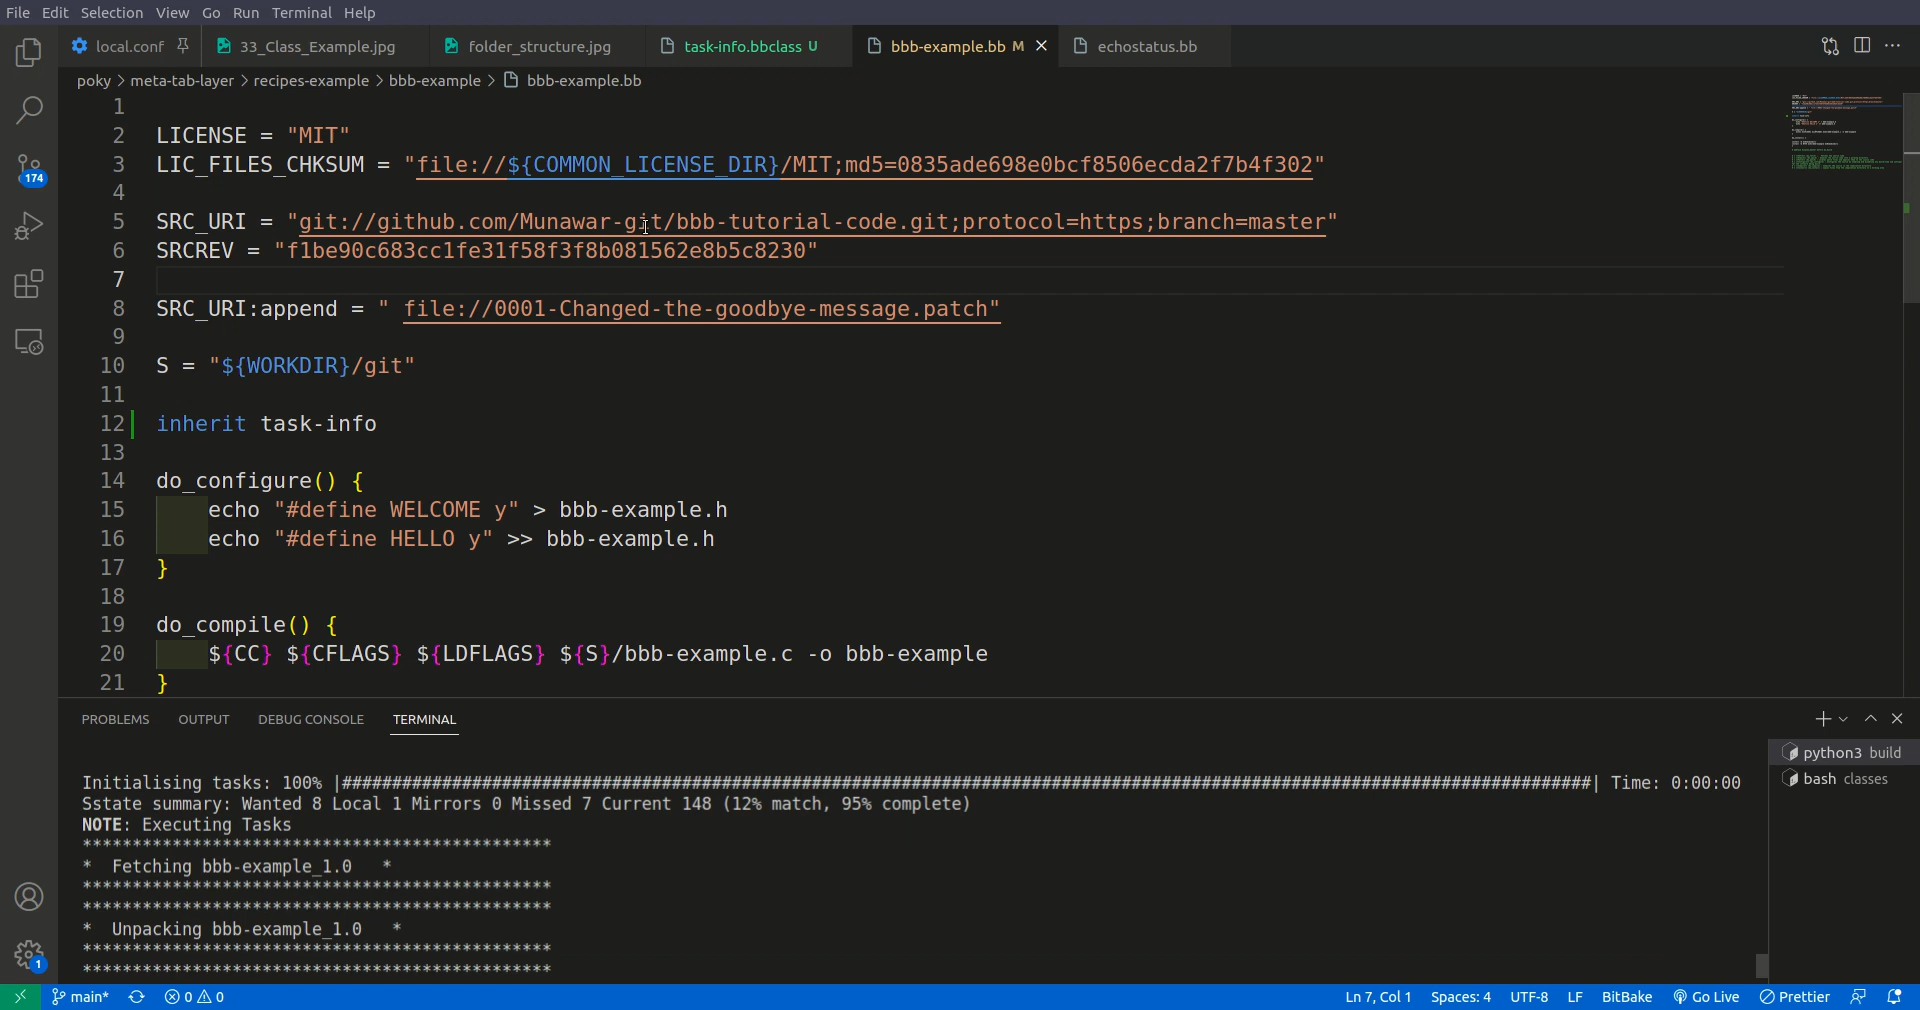 File Edit Selection View Go Run Terminal Help
local.conf 33_Class_Example.jpg folder_structure.jpg task-info.bbclass U bbb-example.bb M echostatus.bb
poky > meta-tab-layer > recipes-example > bbb-example > bbb-example.bb
1
2 LICENSE = "MIT"
3 LIC_FILES_CHKSUM = "file://${COMMON_LICENSE_DIR}/MIT;md5=0835ade698e0bcf8506ecda2f7b4f302"
4
5 SRC_URI = "git://github.com/Munawar-git/bbb-tutorial-code.git;protocol=https;branch=master"
6 SRCREV = "f1be90c683cc1fe31f58f3f8b081562e8b5c8230"
7
8 SRC_URI:append = " file://0001-Changed-the-goodbye-message.patch"
9
10 S = "${WORKDIR}/git"
11
12 inherit task-info
13
14 do_configure() {
15 echo "#define WELCOME y" > bbb-example.h
16 echo "#define HELLO y" >> bbb-example.h
17 }
18
19 do_compile() {
20 ${CC} ${CFLAGS} ${LDFLAGS} ${S}/bbb-example.c -o bbb-example
21 }
174
1
PROBLEMS OUTPUT DEBUG CONSOLE TERMINAL
python3 build
bash classes
Initialising tasks: 100% |#############################################################################################################################| Time: 0:00:00
Sstate summary: Wanted 8 Local 1 Mirrors 0 Missed 7 Current 148 (12% match, 95% complete)
NOTE: Executing Tasks
***********************************************
* Fetching bbb-example_1.0 *
***********************************************
***********************************************
* Unpacking bbb-example_1.0 *
***********************************************
***********************************************
main* 0 0 Ln 7, Col 1 Spaces: 4 UTF-8 LF BitBake Go Live Prettier